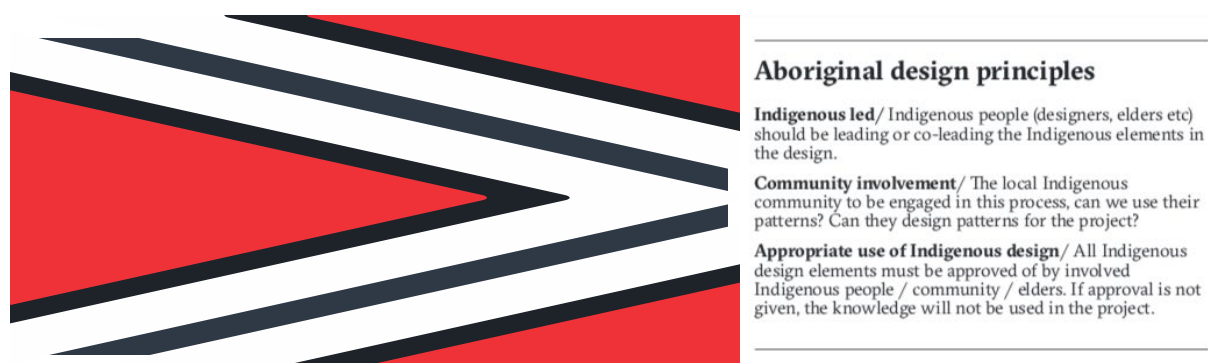 Aboriginal design principles
Indigenous led/ Indigenous people (designers, elders etc)
should be leading or co-leading the Indigenous elements in
the design.
Community involvement/ The local Indigenous
community to be engaged in this process, can we use their
patterns? Can they design patterns for the project?
Appropriate use of Indigenous design/ All Indigenous
design elements must be approved of by involved
Indigenous people / community / elders. If approval is not
given, the knowledge will not be used in the project.